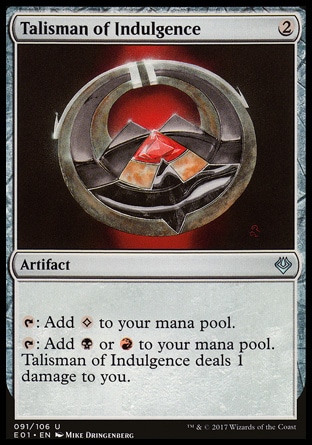 Talisman of Indulgence 2
Artifact
: Add to your mana pool.
: Add or to your mana pool.
Talisman of Indulgence deals 1
damage to you.
091/106 U
E01 • EN Mike Dringenberg
™ & © 2017 Wizards of the Coast